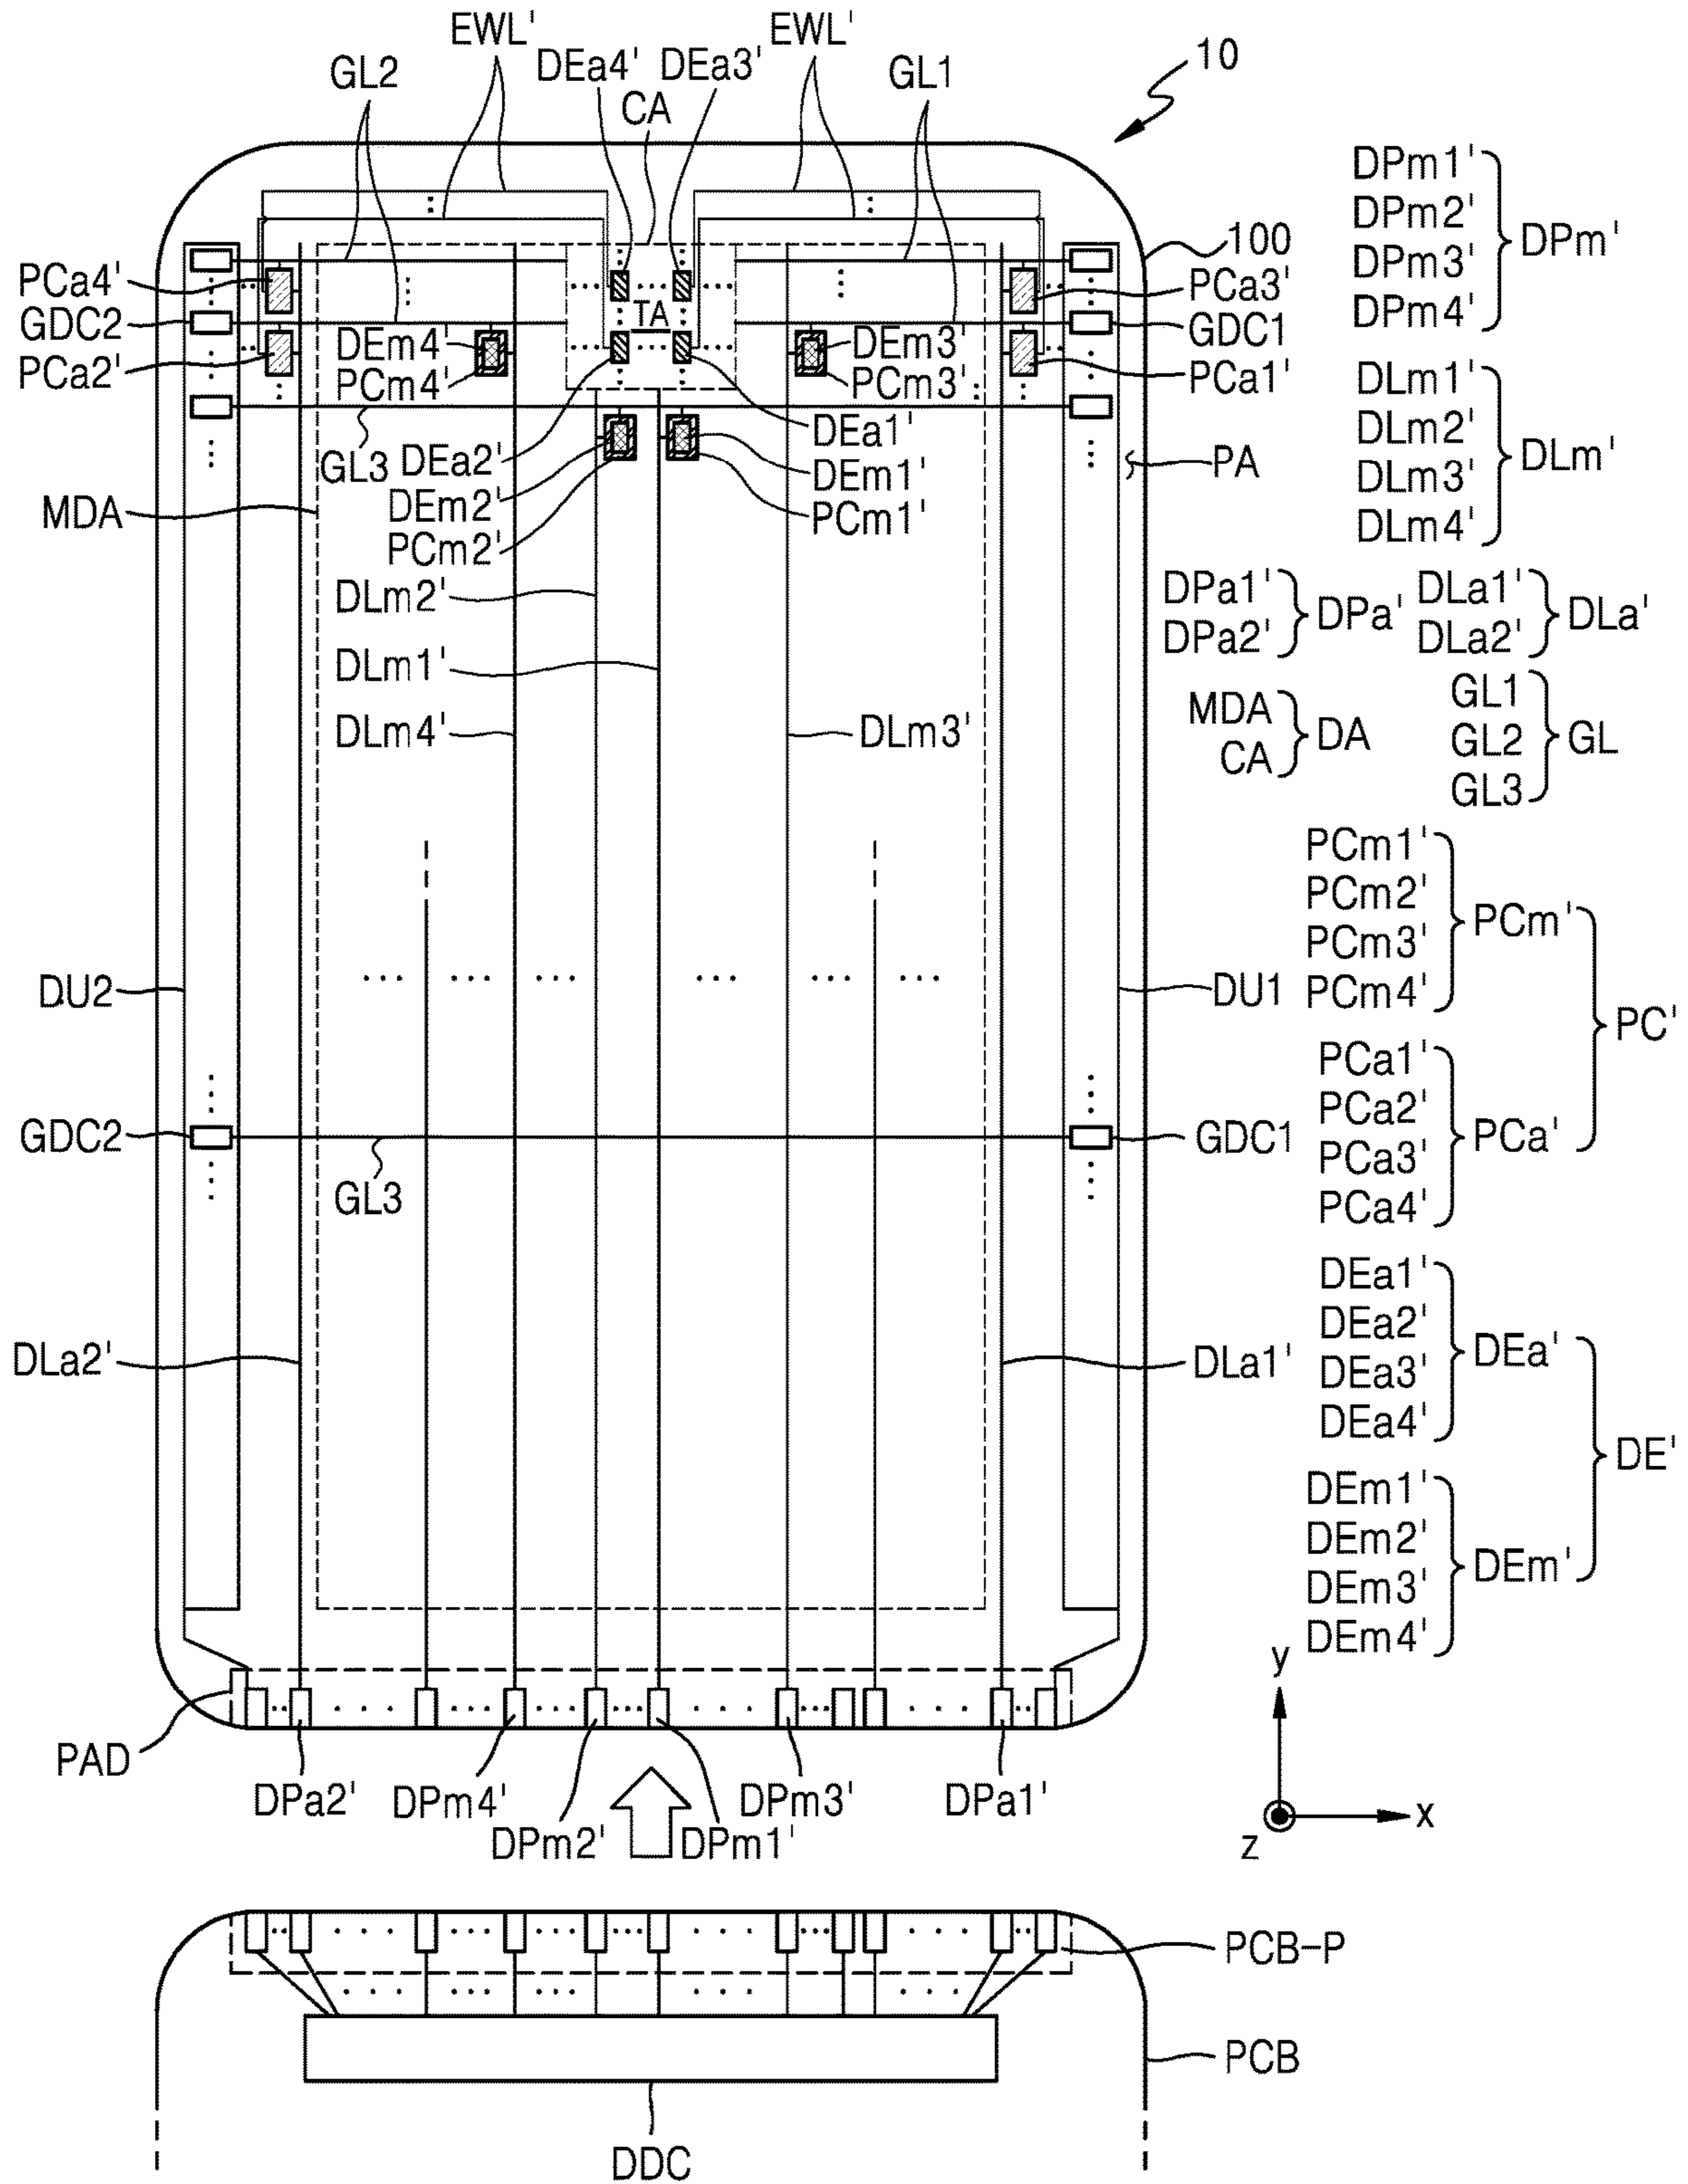 EWL' EWL'
DEa4' DEa3'
GL2 GL1
CA
10
100
PCa4' PCa3'
GDC2 GDC1
TA
DEm4' DEm3'
PCa2' PCm4' PCm3' PCa1'
DEa1'
GL3 DEa2' DEm1' PA
MDA DEm2' PCm1'
PCm2'
DLm2'
DLm1'
DLm4' DLm3'
DU2 DU1
GDC2 GDC1
GL3
DLa2' DLa1'
PAD
DPa2' DPm4' DPm3' DPa1'
DPm2' DPm1'
DPm1'
DPm2'
DPm3'
DPm4'
DPm'
DLm1'
DLm2'
DLm3'
DLm4'
DLm'
DPa1'
DPa2'
DPa'
DLa1'
DLa2'
DLa'
MDA
CA
DA
GL1
GL2
GL3
GL
PCm1'
PCm2'
PCm3'
PCm4'
PCm'
PCa1'
PCa2'
PCa3'
PCa4'
PCa'
PC'
DEa1'
DEa2'
DEa3'
DEa4'
DEa'
DEm1'
DEm2'
DEm3'
DEm4'
DEm'
DE'
y
z x
PCB-P
PCB
DDC